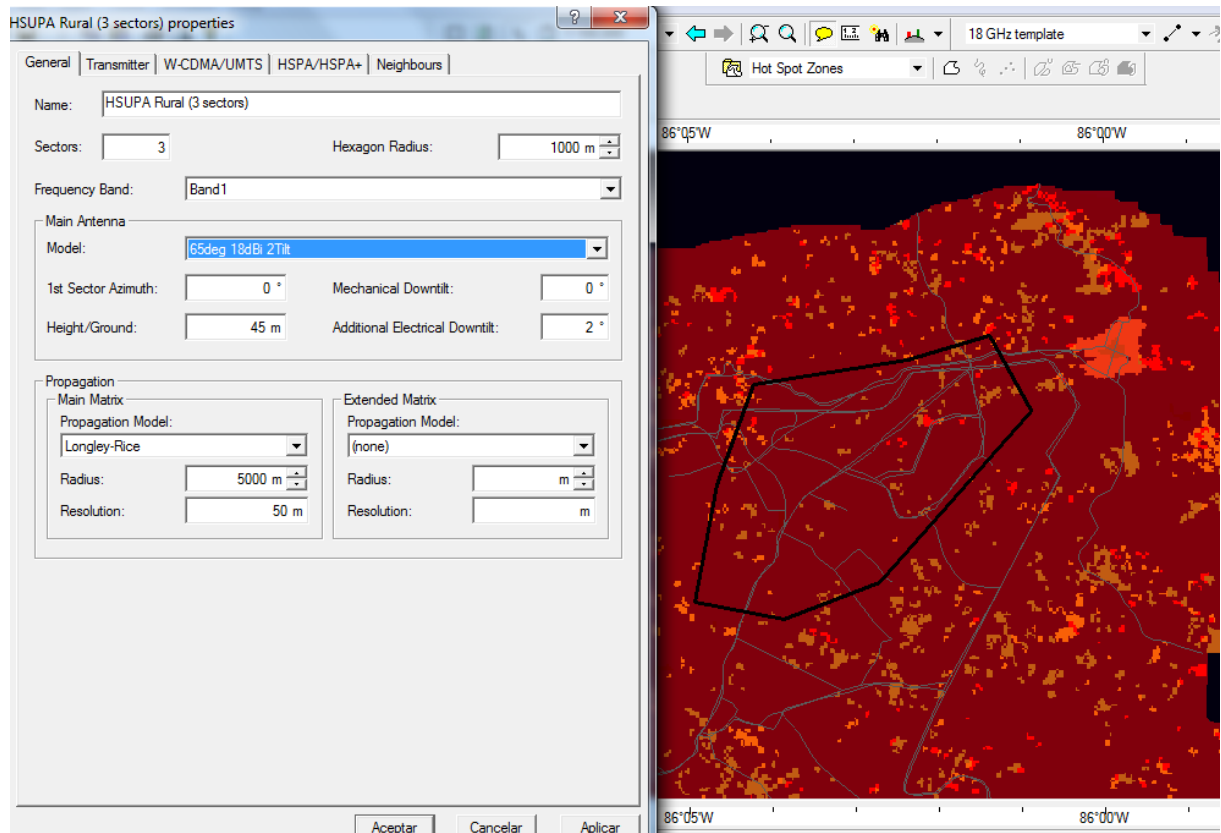 HSUPA Rural (3 sectors) properties
?
X
General Transmitter W-CDMA/UMTS HSPA/HSPA+ Neighbours
Name: HSUPA Rural (3 sectors)
Sectors: 3 Hexagon Radius: 1000 m
Frequency Band: Band1
Main Antenna
Model: 65deg 18dBi 2Tilt
1st Sector Azimuth: 0 ° Mechanical Downtilt: 0 °
Height/Ground: 45 m Additional Electrical Downtilt: 2 °
Propagation
Main Matrix Extended Matrix
Propagation Model: Propagation Model:
Longley-Rice (none)
Radius: 5000 m Radius: m
Resolution: 50 m Resolution: m
Aceptar Cancelar Aplicar
18 GHz template
Hot Spot Zones
86°05'W 86°00'W
86°05'W 86°00'W